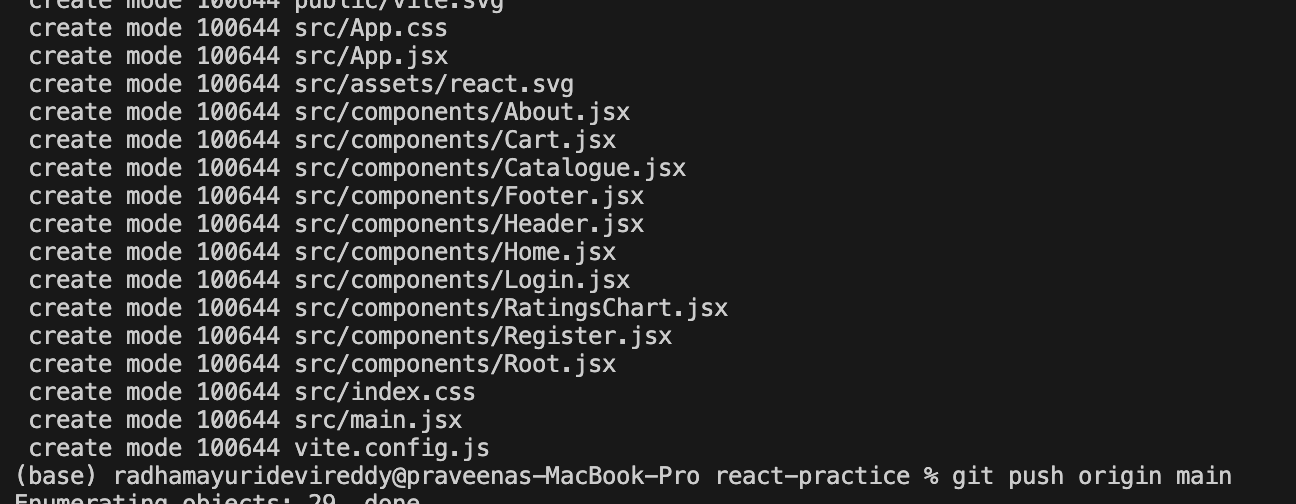 create mode 100644 public/vite.svg
create mode 100644 src/App.css
create mode 100644 src/App.jsx
create mode 100644 src/assets/react.svg
create mode 100644 src/components/About.jsx
create mode 100644 src/components/Cart.jsx
create mode 100644 src/components/Catalogue.jsx
create mode 100644 src/components/Footer.jsx
create mode 100644 src/components/Header.jsx
create mode 100644 src/components/Home.jsx
create mode 100644 src/components/Login.jsx
create mode 100644 src/components/RatingsChart.jsx
create mode 100644 src/components/Register.jsx
create mode 100644 src/components/Root.jsx
create mode 100644 src/index.css
create mode 100644 src/main.jsx
create mode 100644 vite.config.js
(base) radhamayuridevireddy@praveenas-MacBook-Pro react-practice % git push origin main
Enumerating objects: 29, done.